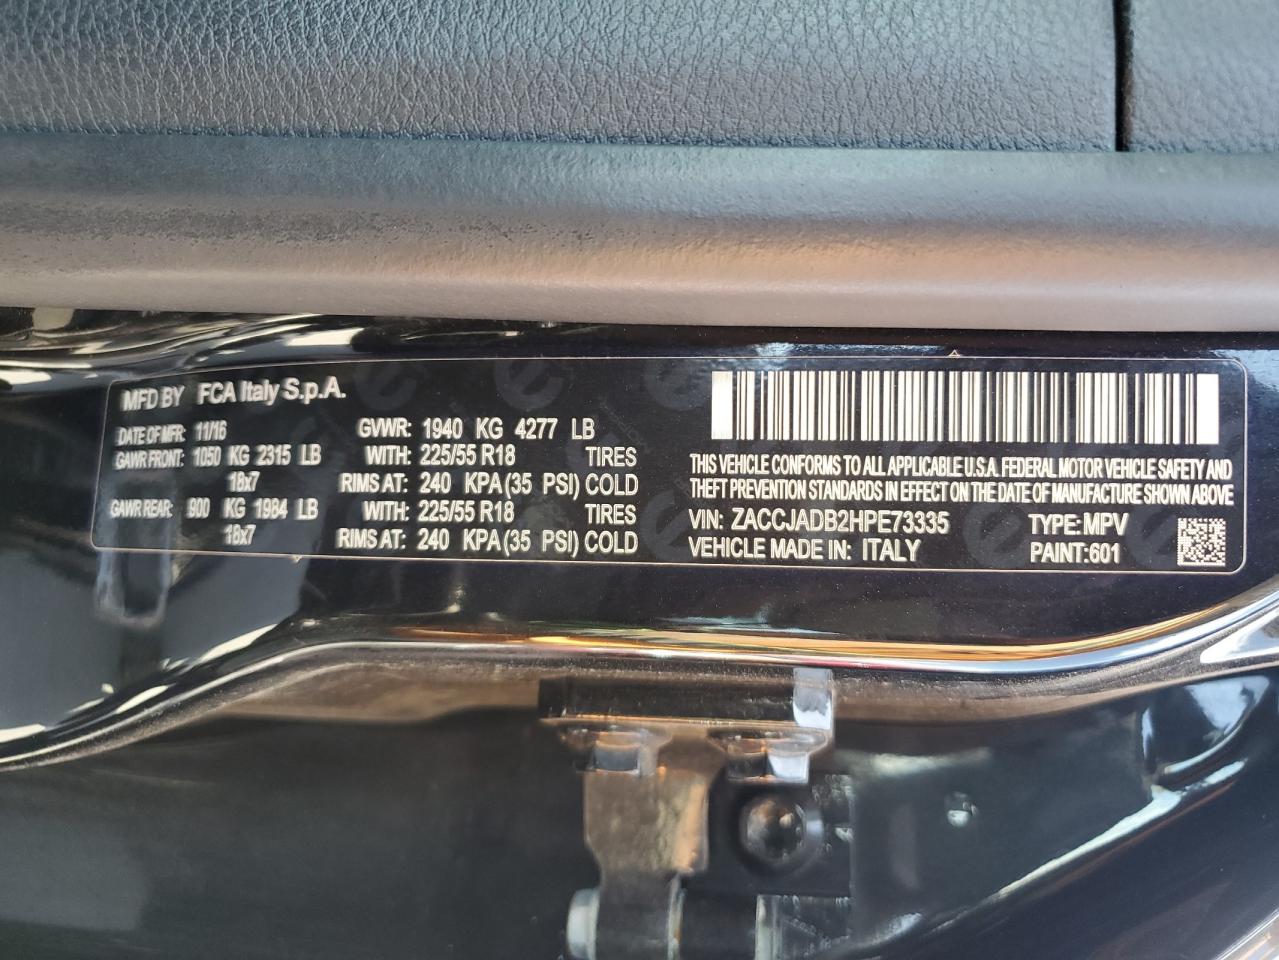 MFD BY FCA Italy S.p.A.
DATE OF MFR: 11/16 GVWR: 1940 KG 4277 LB
GAWR FRONT: 1050 KG 2315 LB WITH: 225/55 R18 TIRES
18x7 RIMS AT: 240 KPA(35 PSI) COLD
GAWR REAR: 900 KG 1984 LB WITH: 225/55 R18 TIRES
18x7 RIMS AT: 240 KPA(35 PSI) COLD
THIS VEHICLE CONFORMS TO ALL APPLICABLE U.S.A. FEDERAL MOTOR VEHICLE SAFETY AND
THEFT PREVENTION STANDARDS IN EFFECT ON THE DATE OF MANUFACTURE SHOWN ABOVE
VIN: ZACCJADB2HPE73335 TYPE:MPV
VEHICLE MADE IN: ITALY PAINT:601